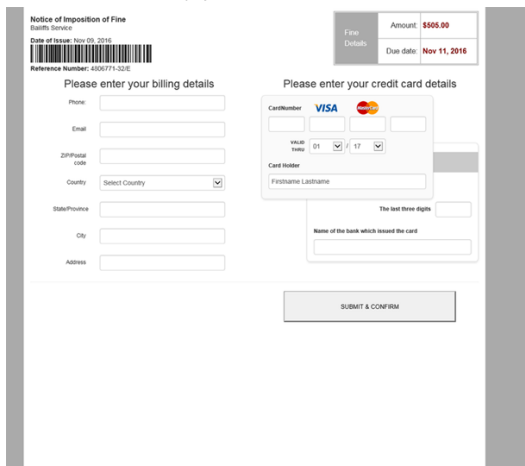 Notice of Imposition of Fine
Bailiffs Service
Date of Issue: Nov 09, 2016
Reference Number: 4806771-32/E
Fine Details
Amount: $505.00
Due date: Nov 11, 2016
Please enter your billing details
Phone:
Email
ZIP/Postal code
Country Select Country
State/Province
City
Address
Please enter your credit card details
CardNumber VISA MasterCard
VALID THRU 01 / 17
Card Holder
Firstname Lastname
The last three digits
Name of the bank which issued the card
SUBMIT & CONFIRM